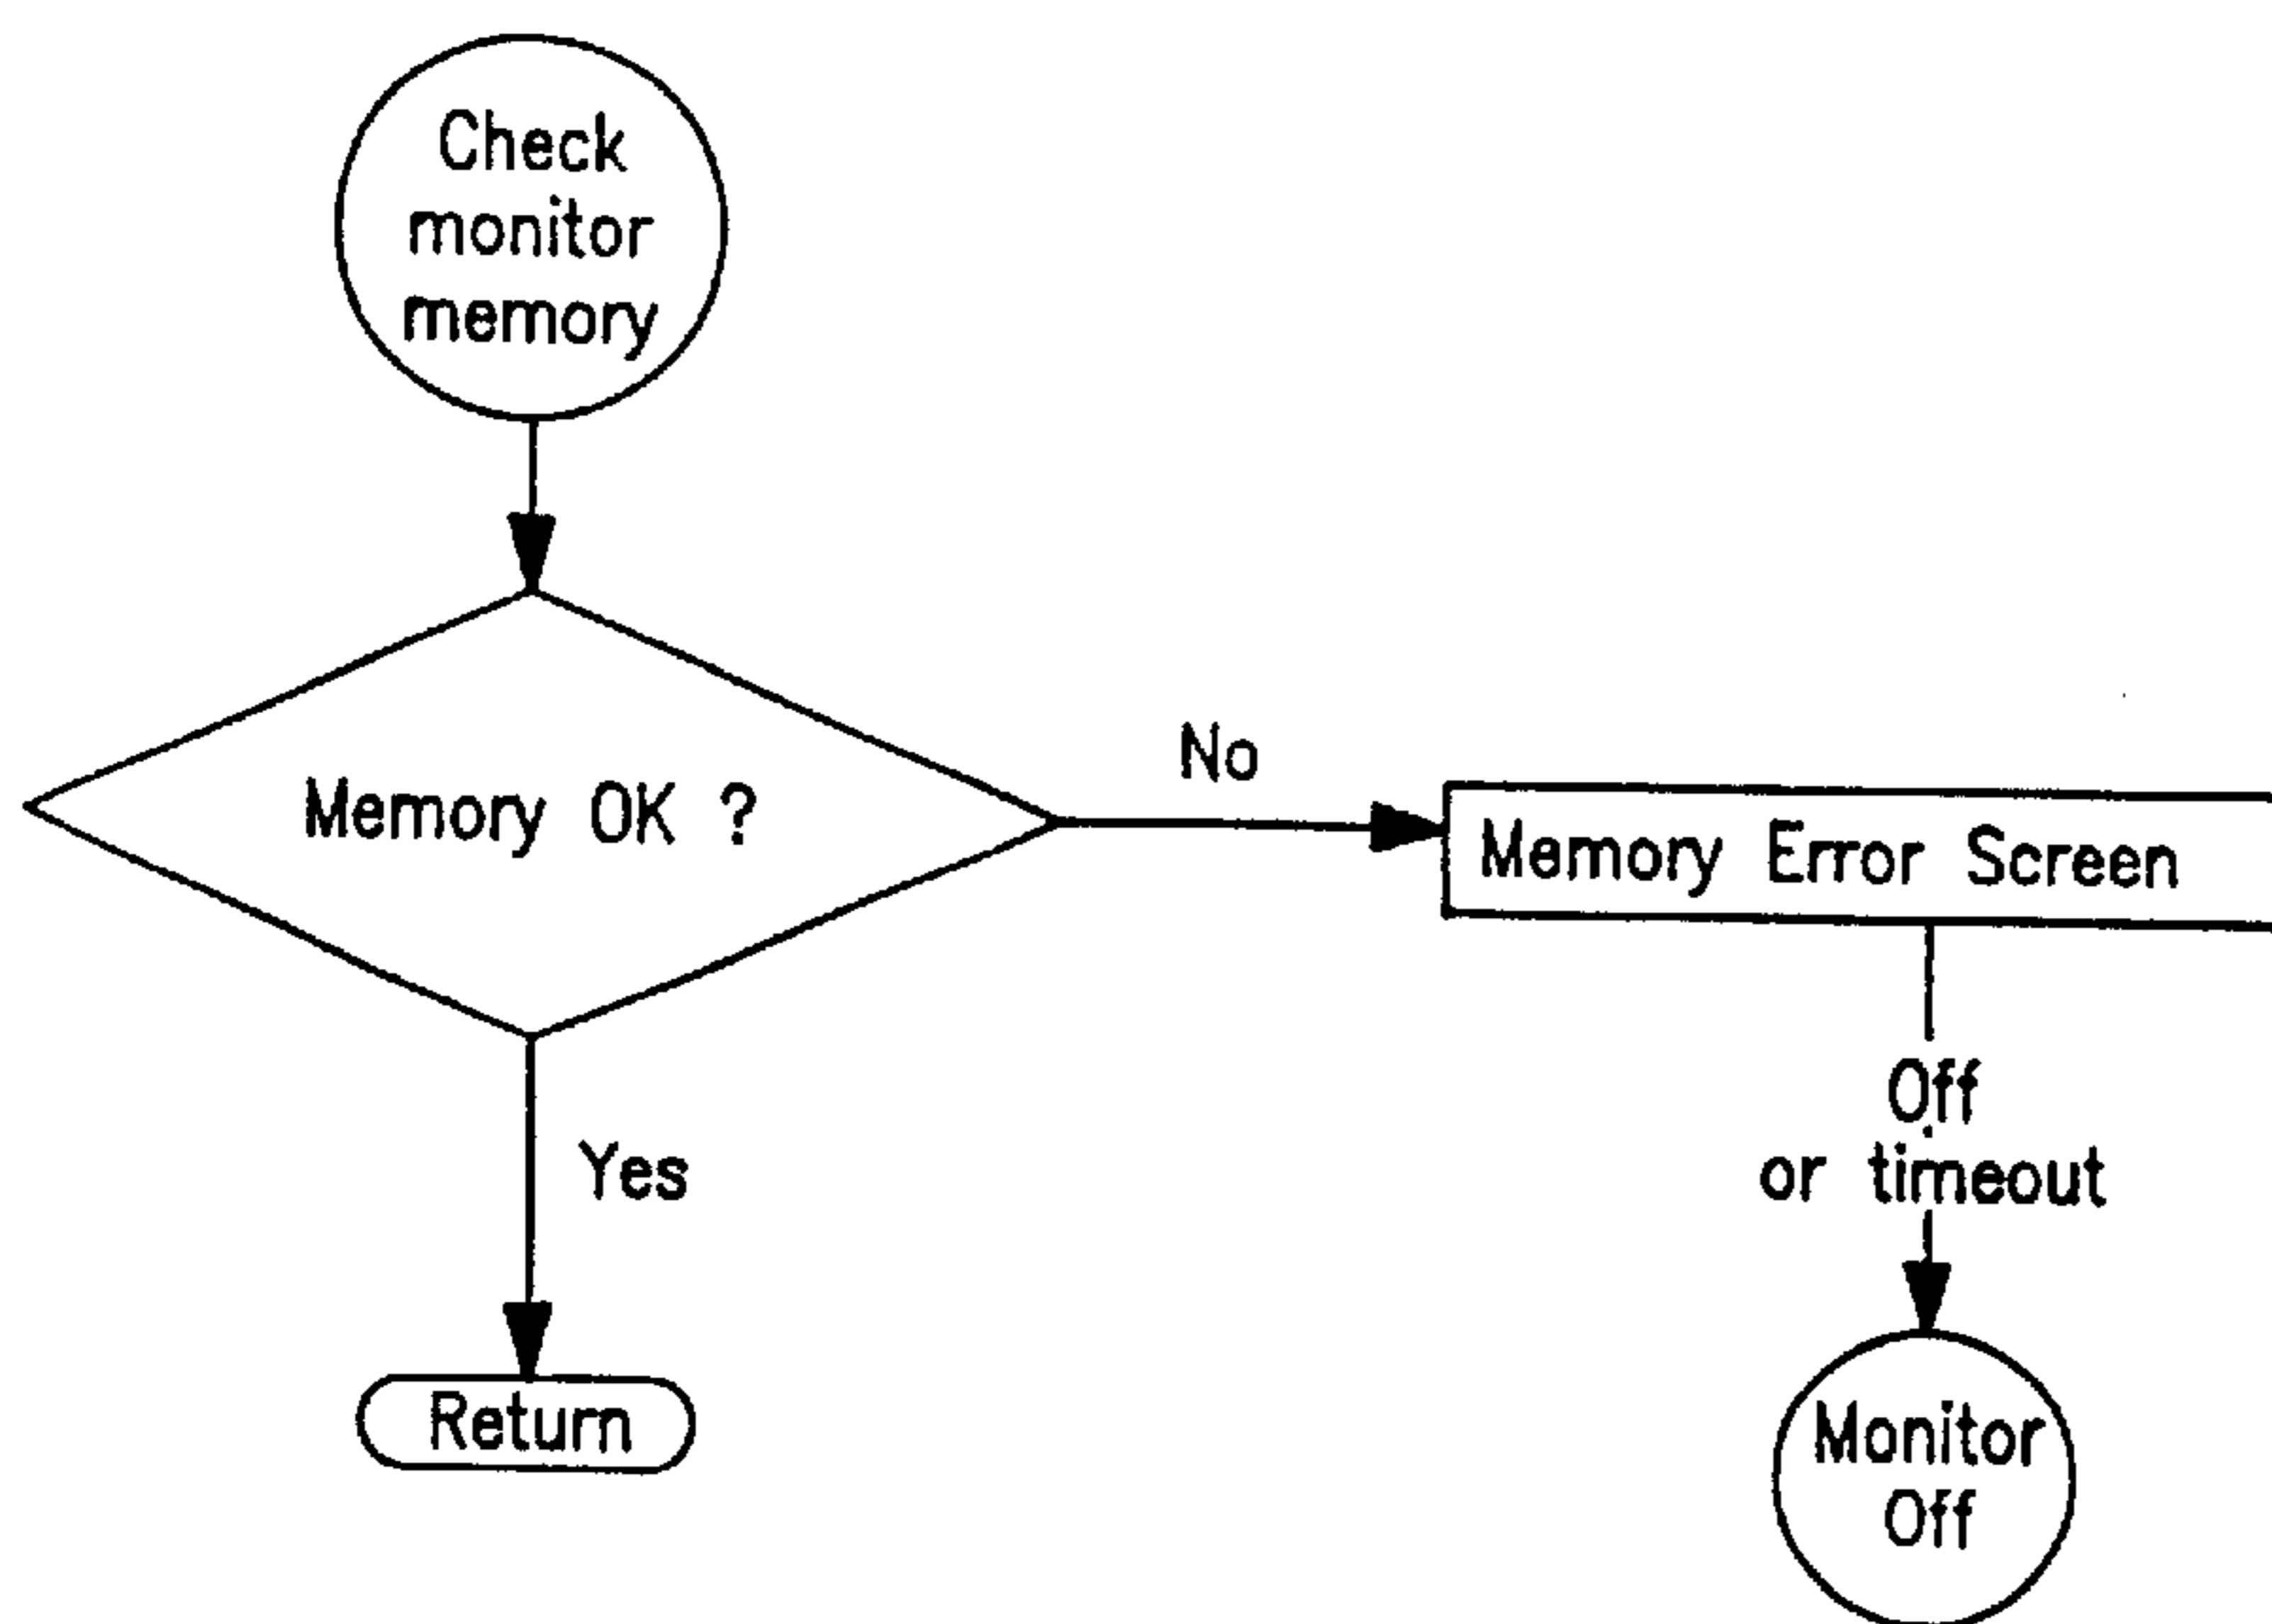 Check
monitor
memory
Memory OK ?
No
Memory Error Screen
Yes
Off
or timeout
Return
Monitor
Off